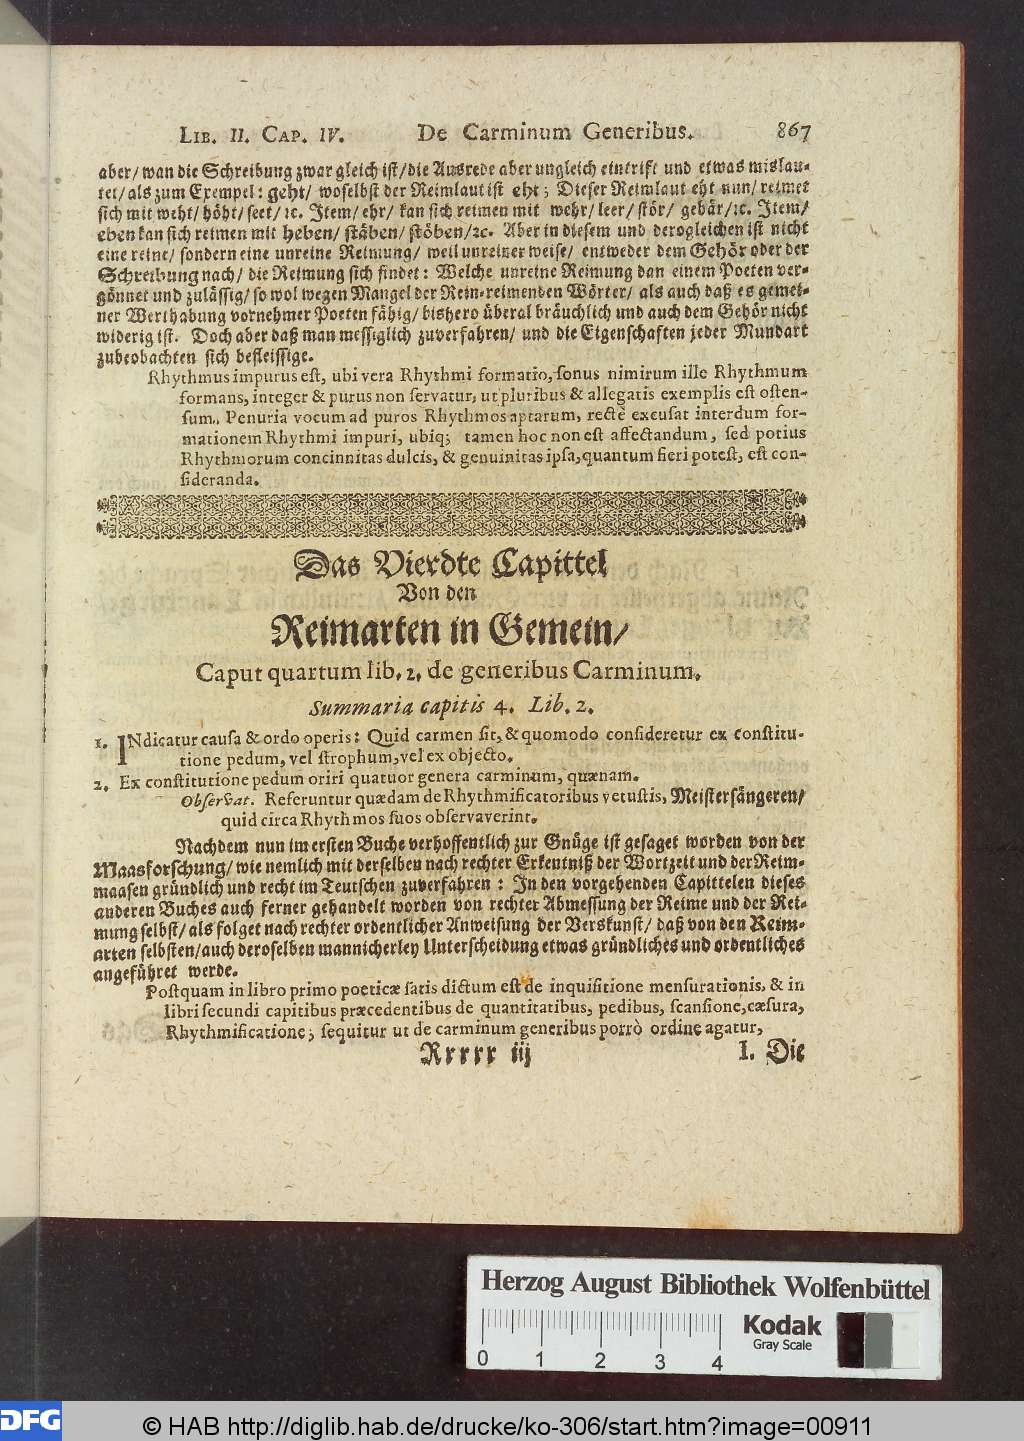 LIB. II. CAP. IV. De Carminum Generibus. 867
aber/ wan die Schreibung zwar gleich ist/ die Ausrede aber ungleich eintrift und etwas mislau-
tet/ als zum Exempel: geht/ woselbst der Reimlaut ist eht; Dieser Reimlaut eht nun/ reimet
sich mit weht/ höht/ seet/ ꝛc. Item/ ehr/ kan sich reimen mit wehr/ leer/ stör/ gebär/ ꝛc. Item/
eben kan sich reimen mit heben/ stäben/ stöben/ ꝛc. Aber in diesem und derogleichen ist nicht
eine reine/ sondern eine unreine Reimung/ weil unreiner weise/ entweder dem Gehör oder der
Schreibung nach/ die Reimung sich findet: Welche unreine Reimung dan einem Poeten ver-
gönnet und zulässig/ so wol wegen Mangel der Rein-reimenden Wörter/ als auch daß es gemei-
ner Werthabung vornehmer Poeten fähig/ bishero überal bräuchlich und auch dem Gehör nicht
widerig ist. Doch aber daß man messiglich zuverfahren/ und die Eigenschaften jeder Mundart
zubeobachten sich befleissige.
Rhythmus impurus est, ubi vera Rhythmi formatio, sonus nimirum ille Rhythmum
formans, integer & purus non servatur, ut pluribus & allegatis exemplis est osten-
sum. Penuria vocum ad puros Rhythmos aptarum, rectè excusat interdum for-
mationem Rhythmi impuri, ubiq; tamen hoc non est affectandum, sed potius
Rhythmorum concinnitas dulcis, & genuinitas ipsa, quantum fieri potest, est con-
sideranda.
Das Vierdte Capittel
Von den
Reimarten in Gemein/
Caput quartum lib. 2. de generibus Carminum.
Summaria capitis 4. Lib. 2.
1. INdicatur causa & ordo operis: Quid carmen sit, & quomodo consideretur ex constitu-
tione pedum, vel strophum, vel ex objecto.
2. Ex constitutione pedum oriri quatuor genera carminum, quænam.
Observat. Referuntur quædam de Rhythmificatoribus vetustis, Meistersängeren/
quid circa Rhythmos suos observaverint.
Nachdem nun im ersten Buche verhoffentlich zur Gnüge ist gesaget worden von der
Maasforschung/ wie nemlich mit derselben nach rechter Erkentniß der Wortzeit und der Reim-
maasen gründlich und recht im Teutschen zuverfahren: In den vorgehenden Capittelen dieses
anderen Buches auch ferner gehandelt worden von rechter Abmessung der Reime und der Rei-
mung selbst/ als folget nach rechter ordentlicher Anweisung der Verskunst/ daß von den Reim-
arten selbsten/ auch deroselben mannicherley Unterscheidung etwas gründliches und ordentliches
angeführet werde.
Postquam in libro primo poeticæ satis dictum est de inquisitione mensurationis, & in
libri secundi capitibus præcedentibus de quantitatibus, pedibus, scansione, cæsura,
Rhythmificatione; sequitur ut de carminum generibus porrò ordine agatur,
Rrrrr iij I. Die
Herzog August Bibliothek Wolfenbüttel
Kodak
Gray Scale
0 1 2 3 4
DFG © HAB http://diglib.hab.de/drucke/ko-306/start.htm?image=00911